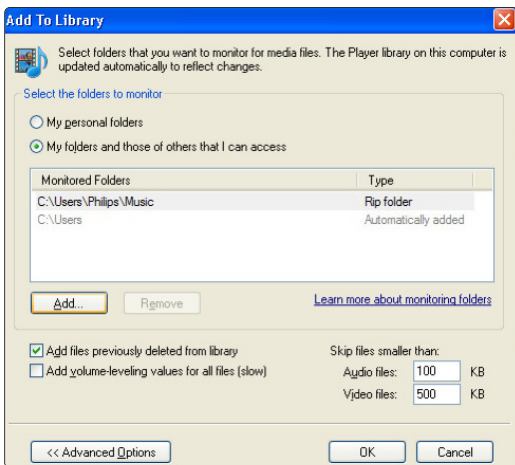 Add To Library
Select folders that you want to monitor for media files. The Player library on this computer is
updated automatically to reflect changes.
Select the folders to monitor
My personal folders
My folders and those of others that I can access
Monitored Folders Type
C:\Users\Philips\Music Rip folder
C:\Users Automatically added
Add... Remove Learn more about monitoring folders
Add files previously deleted from library Skip files smaller than:
Add volume-leveling values for all files (slow) Audio files: 100 KB
Video files: 500 KB
<< Advanced Options OK Cancel